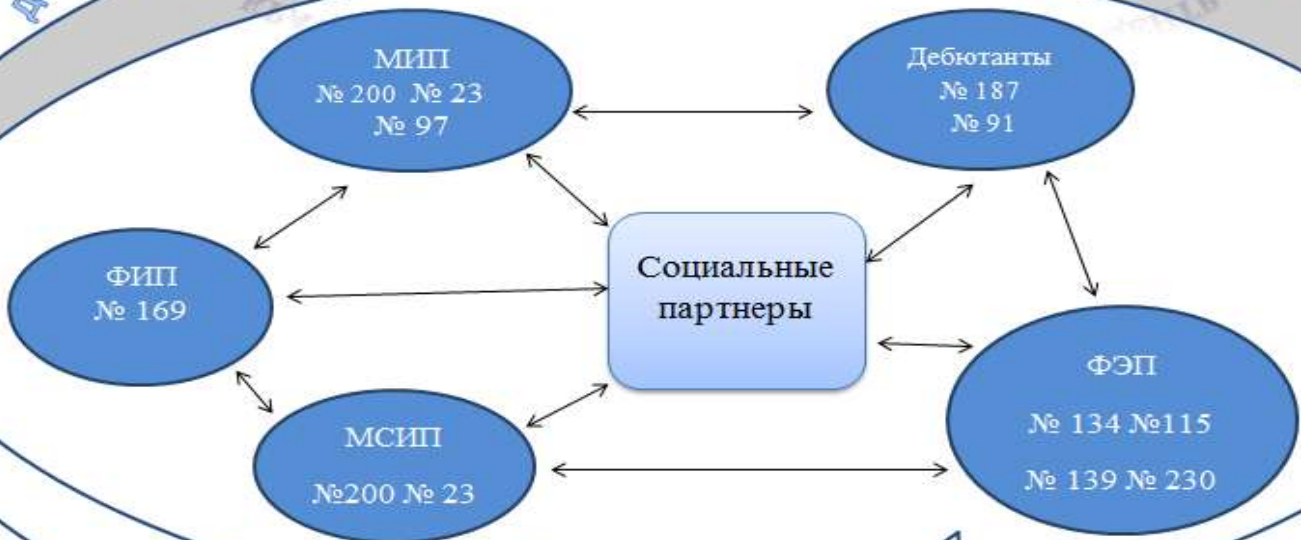 МИП
№ 200 № 23
№ 97
Дебютанты
№ 187
№ 91
Социальные
партнеры
ФИП
№ 169
ФЭП
№ 134 №115
№ 139 № 230
МСИП
№200 № 23